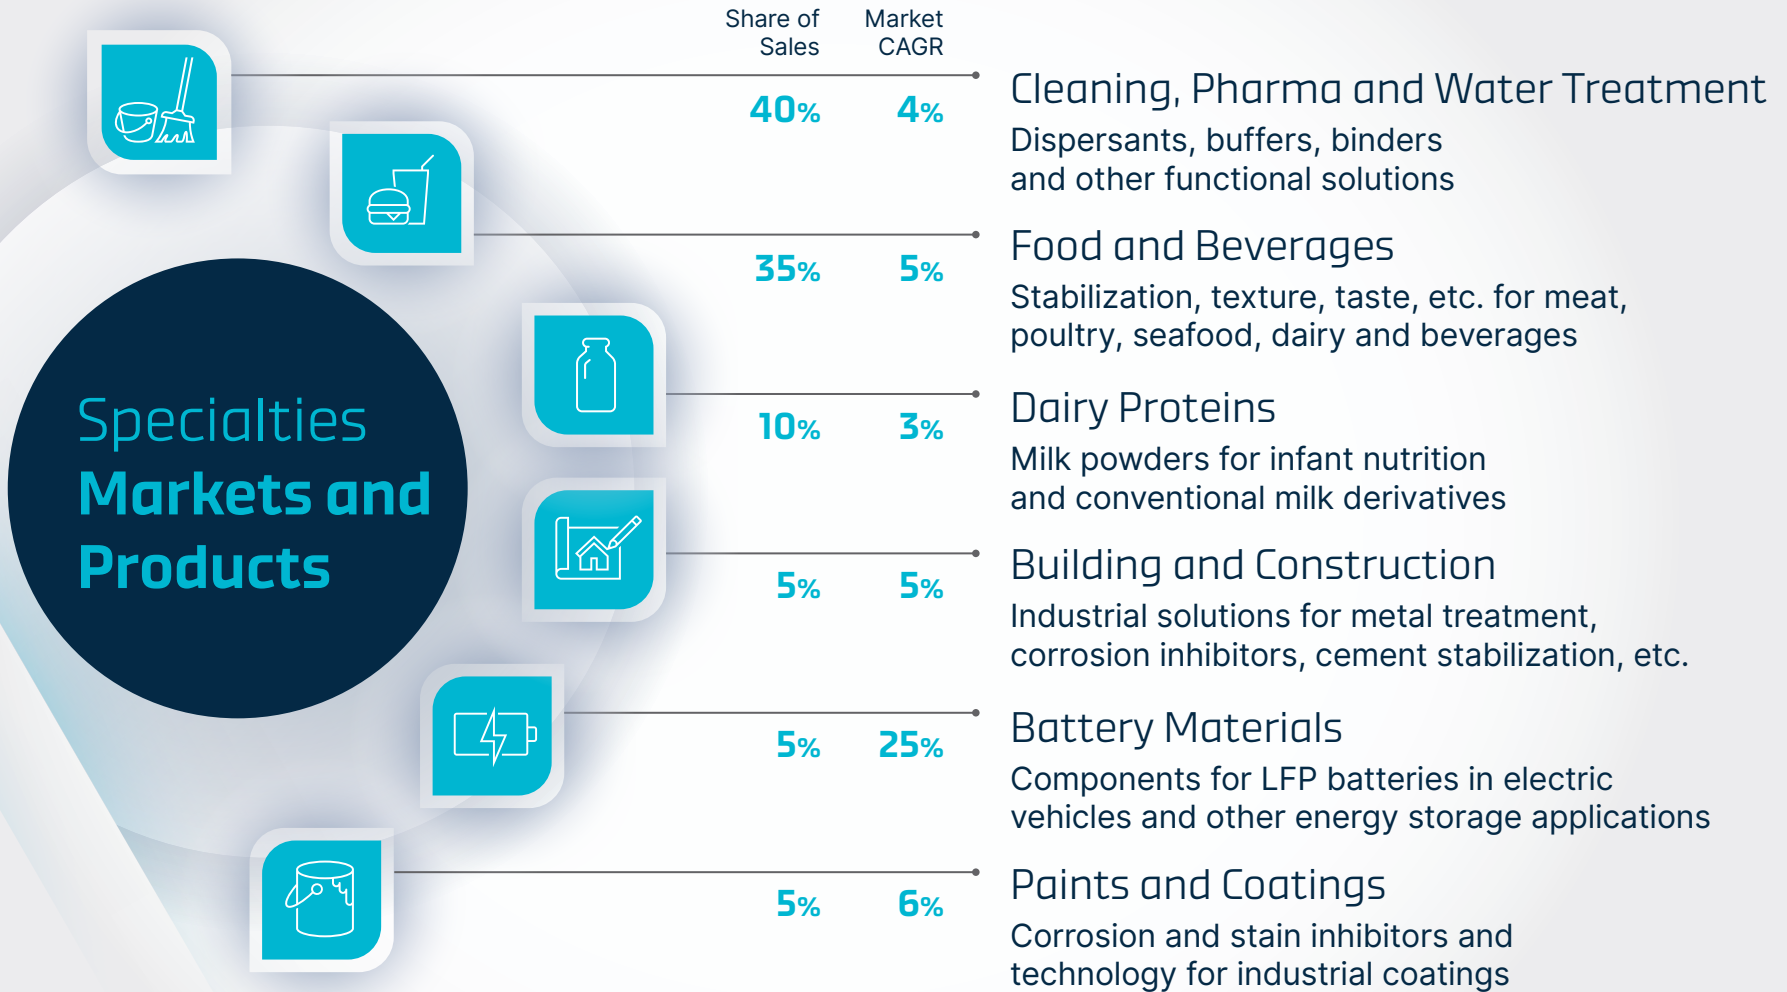 Share of
Sales
Market
CAGR
40% 4%
Cleaning, Pharma and Water Treatment
Dispersants, buffers, binders
and other functional solutions
35% 5%
Food and Beverages
Stabilization, texture, taste, etc. for meat,
poultry, seafood, dairy and beverages
Specialties
Markets and
Products
10% 3%
Dairy Proteins
Milk powders for infant nutrition
and conventional milk derivatives
5% 5%
Building and Construction
Industrial solutions for metal treatment,
corrosion inhibitors, cement stabilization, etc.
5% 25%
Battery Materials
Components for LFP batteries in electric
vehicles and other energy storage applications
5% 6%
Paints and Coatings
Corrosion and stain inhibitors and
technology for industrial coatings